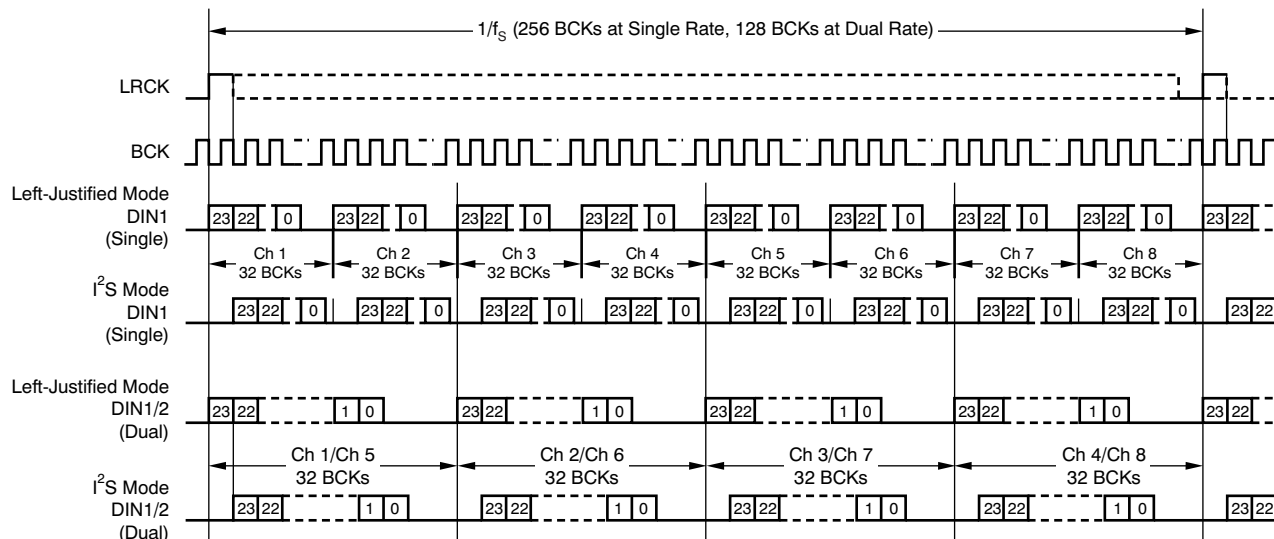 1/fS (256 BCKs at Single Rate, 128 BCKs at Dual Rate)
LRCK
BCK
Left-Justified Mode
DIN1
(Single)
23 22 0 23 22 0 23 22 0 23 22 0 23 22 0 23 22 0 23 22 0 23 22 0 23 22
Ch 1 Ch 2 Ch 3 Ch 4 Ch 5 Ch 6 Ch 7 Ch 8
32 BCKs 32 BCKs 32 BCKs 32 BCKs 32 BCKs 32 BCKs 32 BCKs 32 BCKs
I²S Mode
DIN1
(Single)
23 22 0 23 22 0 23 22 0 23 22 0 23 22 0 23 22 0 23 22 0 23 22 0 23 22
Left-Justified Mode
DIN1/2
(Dual)
23 22 1 0 23 22 1 0 23 22 1 0 23 22 1 0 23 22
Ch 1/Ch 5 Ch 2/Ch 6 Ch 3/Ch 7 Ch 4/Ch 8
32 BCKs 32 BCKs 32 BCKs 32 BCKs
I²S Mode
DIN1/2
(Dual)
23 22 1 0 23 22 1 0 23 22 1 0 23 22 1 0 23 22